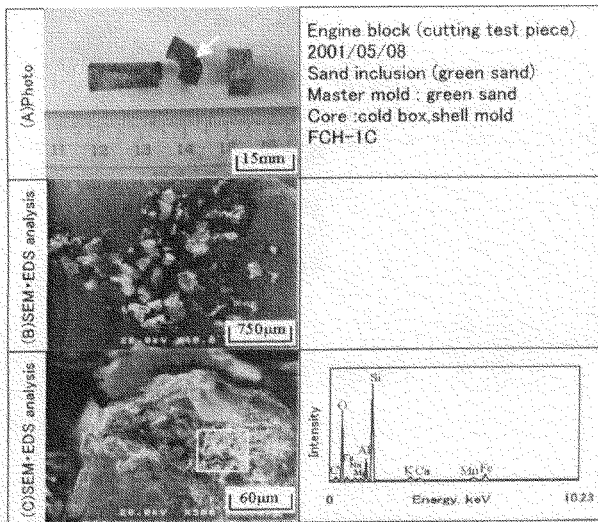 (A)Photo
15mm
Engine block (cutting test piece)
2001/05/08
Sand inclusion (green sand)
Master mold : green sand
Core :cold box,shell mold
FCH-1C
(B)SEM•EDS analysis
750μm
(C)SEM•EDS analysis
60μm
Intensity
C
O
Fe
Na
Al
Si
K Ca
Mn Fe
0
Energy, keV
10.23